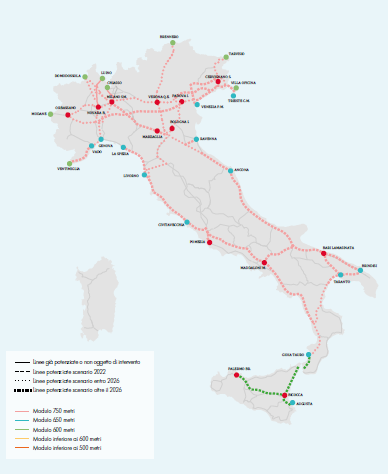 BRENNERO
TARVISIO
LUINO
DOMODOSSOLA
CHIASSO
CERVIGNANO S.
VILLA OPICINA
MILANO SM.
VERONA Q.E.
PADOVA I.
TRIESTE C.M.
VENEZIA P.M.
ORBASSANO
NOVARA B.
MODANE
BOLOGNA I.
MARZAGLIA
GENOVA
VADO
RAVENNA
LA SPEZIA
VENTIMIGLIA
LIVORNO
ANCONA
CIVITAVECCHIA
POMEZIA
MADDALONI M.
BARI LAMASINATA
BRINDISI
TARANTO
GIOIA TAURO
PALERMO BR.
BICOCCA
AUGUSTA
Linee già potenziate o non oggetto di intervento
Linee potenziate scenario 2022
Linee potenziate scenario entro 2026
Linee potenziate scenario oltre il 2026
Modulo 750 metri
Modulo 650 metri
Modulo 600 metri
Modulo inferiore ai 600 metri
Modulo inferiore ai 500 metri